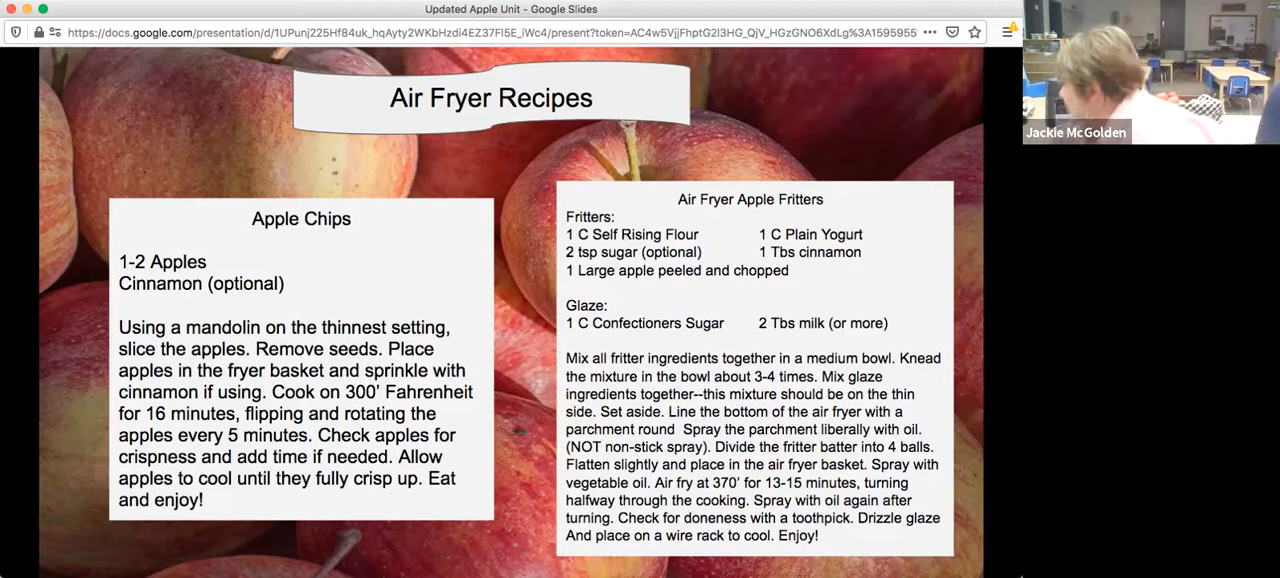 Updated Apple Unit - Google Slides
https://docs.google.com/presentation/d/1UPunj225Hf84uk_hqAyty2WKbHzdi4EZ37Fl5E_iWc4/present?token=AC4w5VjjFhptG2l3HG_QjV_HGzGNO6XdLg%3A1595955
Air Fryer Recipes
Jackie McGolden
Apple Chips
1-2 Apples
Cinnamon (optional)
Using a mandolin on the thinnest setting,
slice the apples. Remove seeds. Place
apples in the fryer basket and sprinkle with
cinnamon if using. Cook on 300’ Fahrenheit
for 16 minutes, flipping and rotating the
apples every 5 minutes. Check apples for
crispness and add time if needed. Allow
apples to cool until they fully crisp up. Eat
and enjoy!
Air Fryer Apple Fritters
Fritters:
1 C Self Rising Flour 1 C Plain Yogurt
2 tsp sugar (optional) 1 Tbs cinnamon
1 Large apple peeled and chopped
Glaze:
1 C Confectioners Sugar 2 Tbs milk (or more)
Mix all fritter ingredients together in a medium bowl. Knead
the mixture in the bowl about 3-4 times. Mix glaze
ingredients together--this mixture should be on the thin
side. Set aside. Line the bottom of the air fryer with a
parchment round Spray the parchment liberally with oil.
(NOT non-stick spray). Divide the fritter batter into 4 balls.
Flatten slightly and place in the air fryer basket. Spray with
vegetable oil. Air fry at 370’ for 13-15 minutes, turning
halfway through the cooking. Spray with oil again after
turning. Check for doneness with a toothpick. Drizzle glaze
And place on a wire rack to cool. Enjoy!